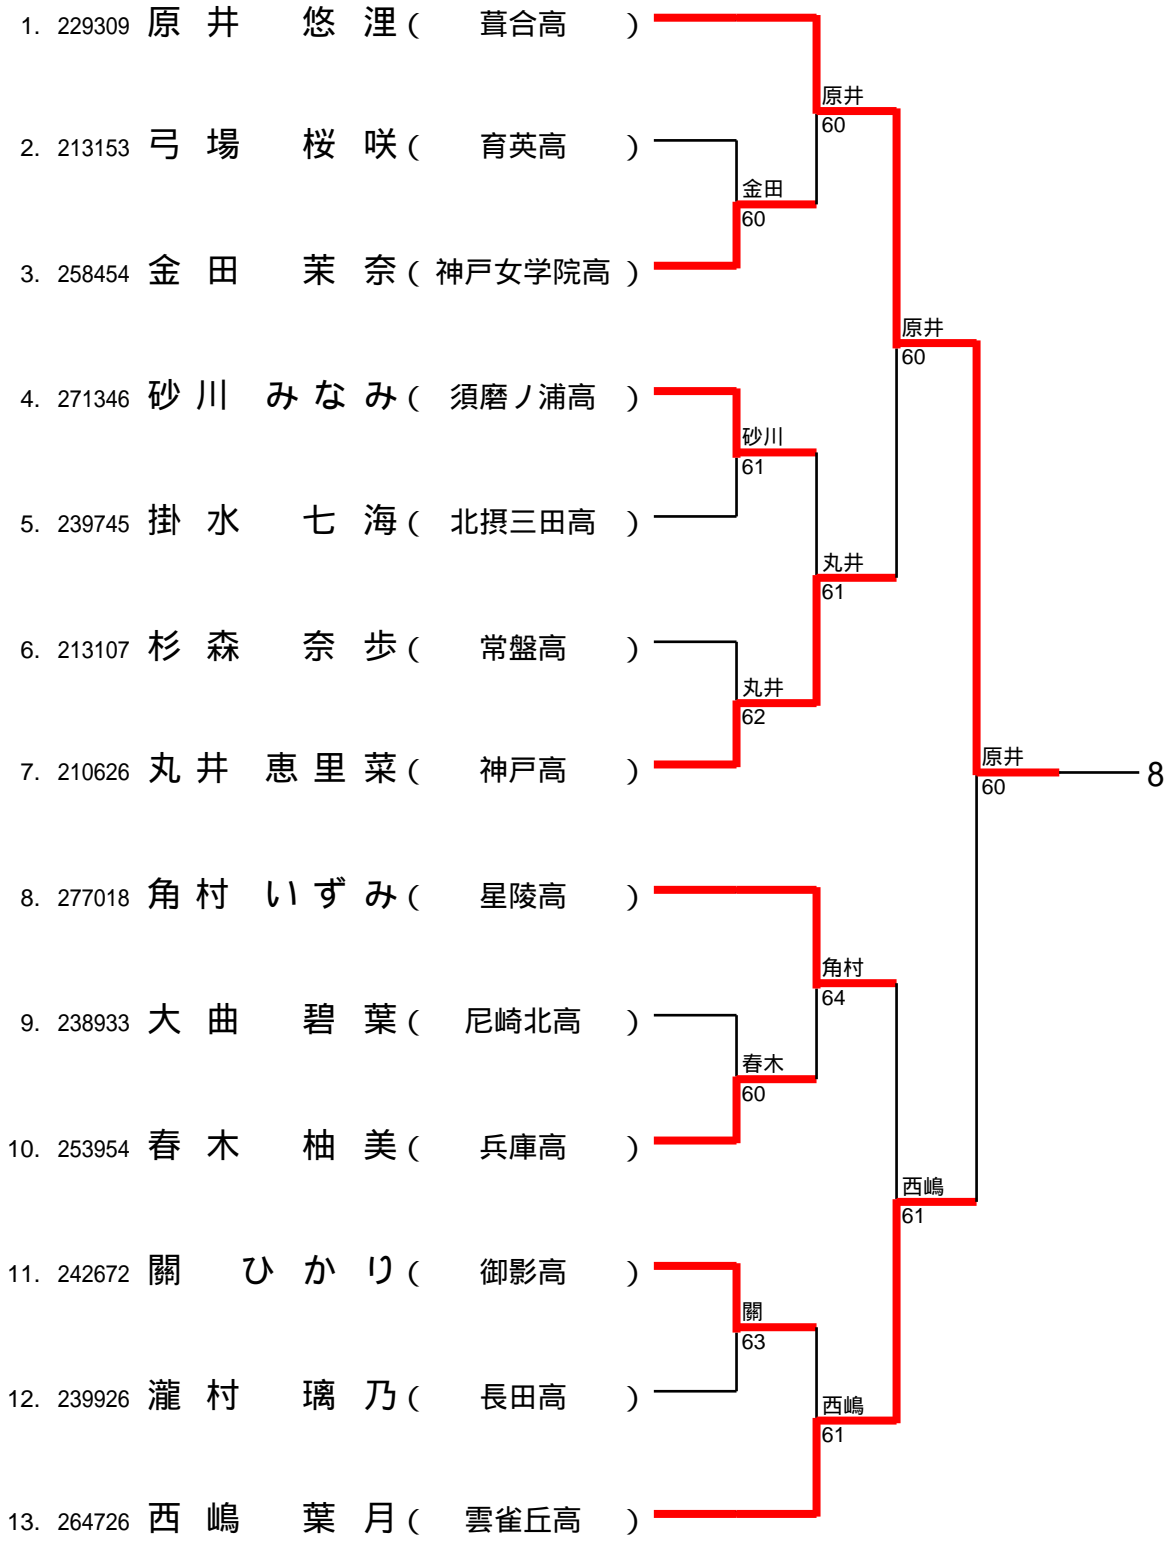 1. 229309 原井 悠浬 ( 葺合高 )
原井
60
2. 213153 弓場 桜咲 ( 育英高 )
金田
60
3. 258454 金田 茉奈 ( 神戸女学院高 )
原井
60
4. 271346 砂川 みなみ ( 須磨ノ浦高 )
砂川
61
5. 239745 掛水 七海 ( 北摂三田高 )
丸井
61
6. 213107 杉森 奈歩 ( 常盤高 )
丸井
62
7. 210626 丸井 恵里菜 ( 神戸高 )
原井
60
8
8. 277018 角村 いずみ ( 星陵高 )
角村
64
9. 238933 大曲 碧葉 ( 尼崎北高 )
春木
60
10. 253954 春木 柚美 ( 兵庫高 )
西嶋
61
11. 242672 關 ひかり ( 御影高 )
關
63
12. 239926 瀧村 璃乃 ( 長田高 )
西嶋
61
13. 264726 西嶋 葉月 ( 雲雀丘高 )